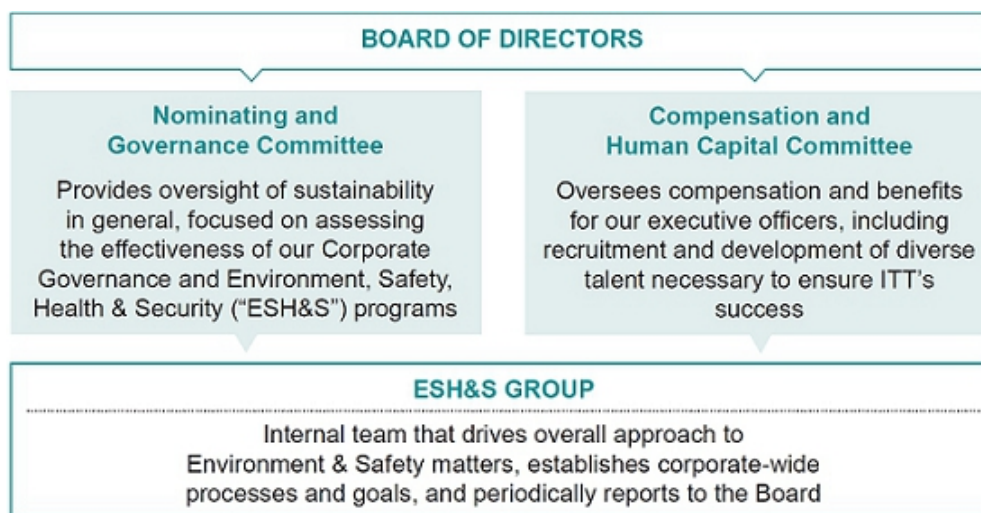 BOARD OF DIRECTORS
Nominating and
Governance Committee
Provides oversight of sustainability
in general, focused on assessing
the effectiveness of our Corporate
Governance and Environment, Safety,
Health & Security (“ESH&S”) programs
Compensation and
Human Capital Committee
Oversees compensation and benefits
for our executive officers, including
recruitment and development of diverse
talent necessary to ensure ITT’s
success
ESH&S GROUP
Internal team that drives overall approach to
Environment & Safety matters, establishes corporate-wide
processes and goals, and periodically reports to the Board